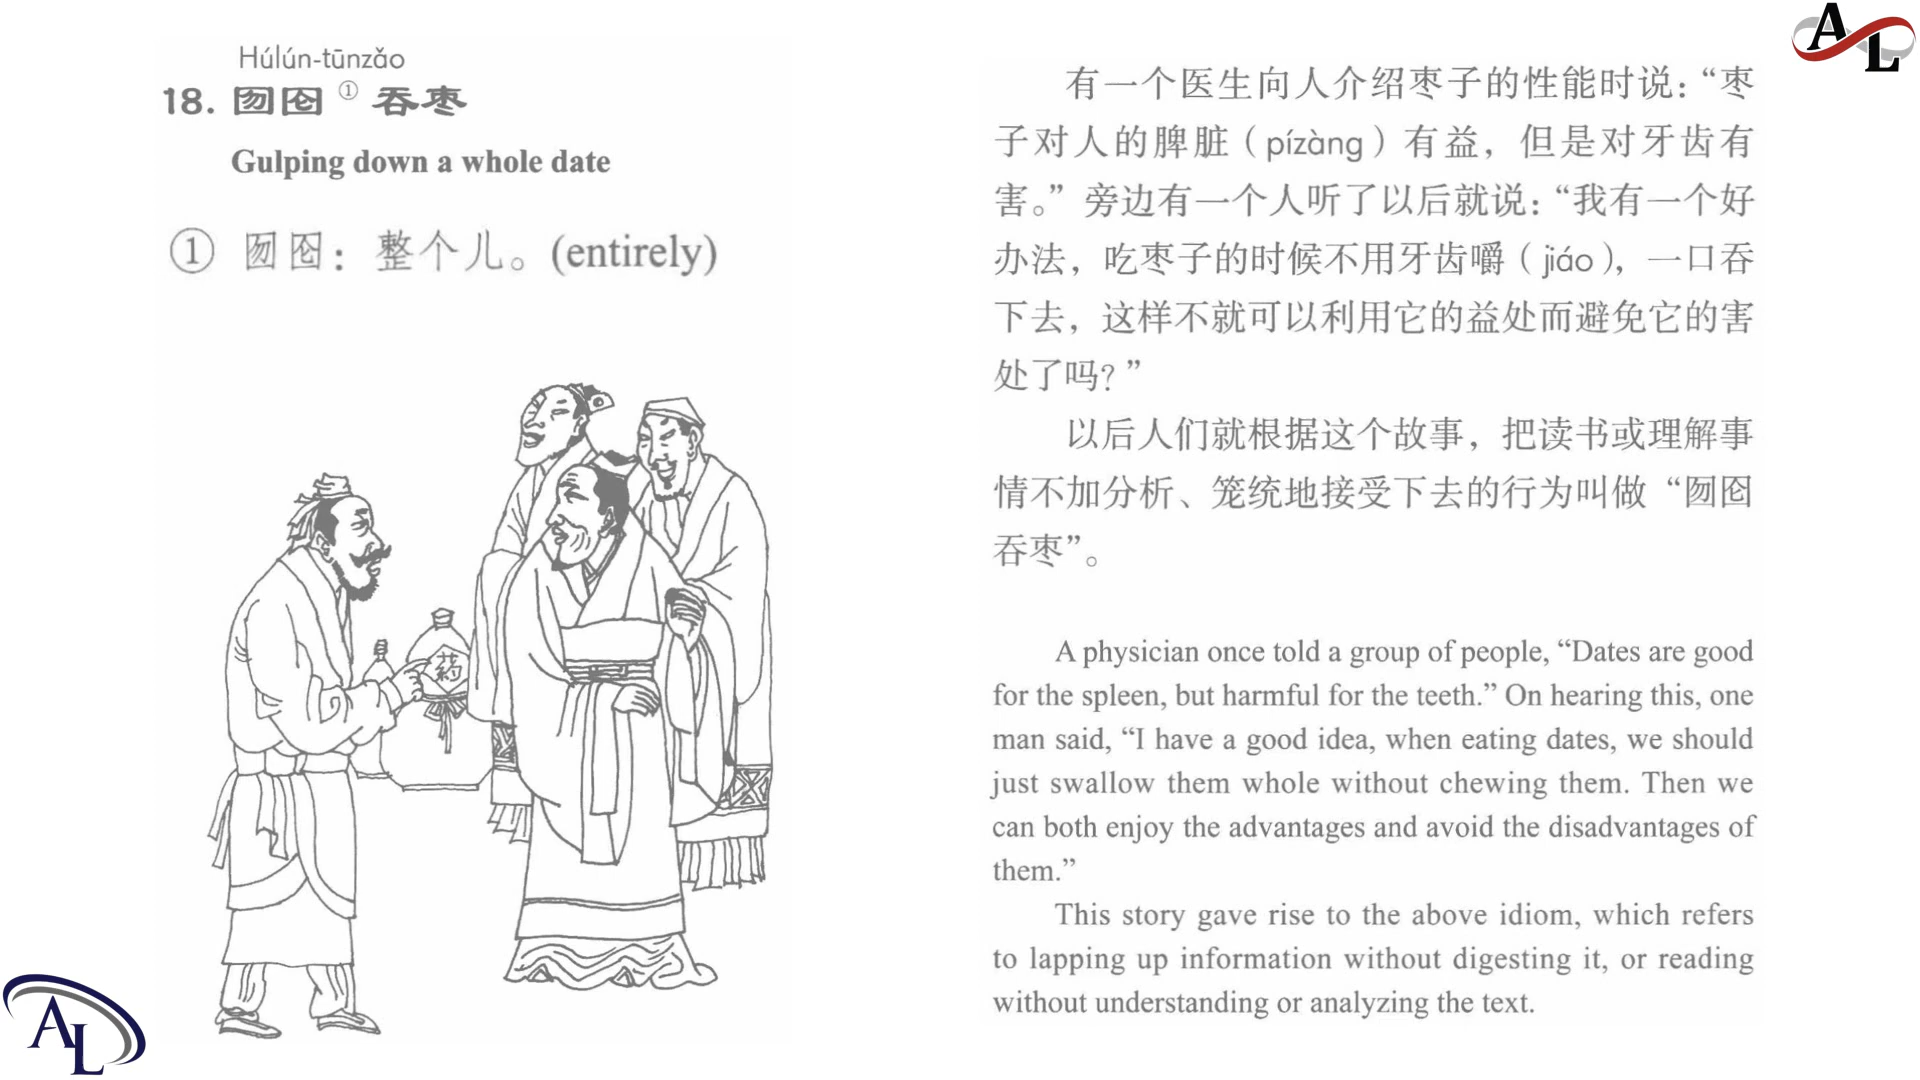 Húlún-tūnzǎo
18. 囫囵① 吞枣
Gulping down a whole date
① 囫囵：整个儿。(entirely)
药
有一个医生向人介绍枣子的性能时说：“枣
子对人的脾脏（pízàng）有益，但是对牙齿有
害。”旁边有一个人听了以后就说：“我有一个好
办法，吃枣子的时候不用牙齿嚼（jiáo），一口吞
下去，这样不就可以利用它的益处而避免它的害
处了吗？”
以后人们就根据这个故事，把读书或理解事
情不加分析、笼统地接受下去的行为叫做“囫囵
吞枣”。
A physician once told a group of people, “Dates are good
for the spleen, but harmful for the teeth.” On hearing this, one
man said, “I have a good idea, when eating dates, we should
just swallow them whole without chewing them. Then we
can both enjoy the advantages and avoid the disadvantages of
them.”
This story gave rise to the above idiom, which refers
to lapping up information without digesting it, or reading
without understanding or analyzing the text.
AL
AL